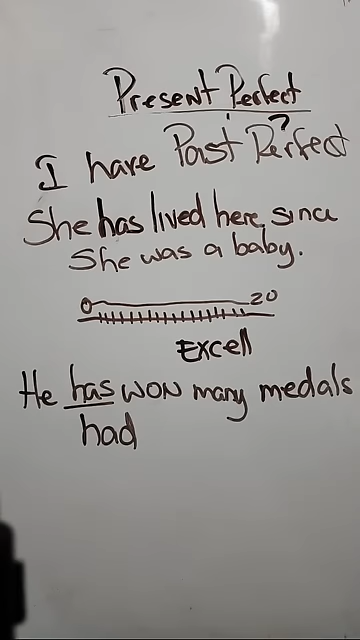 Present Perfect
?
I have Past Perfect
She has lived here, since
She was a baby.
0 20
Excell
He has won many medals
had